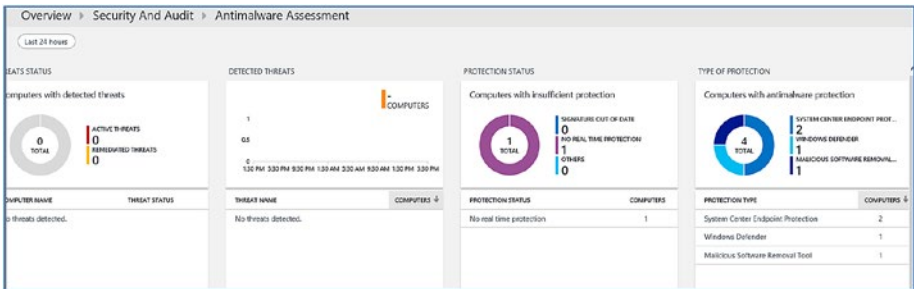 Overview ▸ Security And Audit ▸ Antimalware Assessment
Last 24 hours
EATS STATUS
omputers with detected threats
0
TOTAL
ACTIVE THREATS
0
REMEDIATED THREATS
0
OMPUTER NAME THREAT STATUS
o threats detected.
DETECTED THREATS
-
COMPUTERS
1
0.5
0
1:30 PM 3:30 PM 9:30 PM 1:30 AM 5:30 AM 9:30 AM 1:30 PM 3:30 PM
THREAT NAME COMPUTERS
No threats detected.
PROTECTION STATUS
Computers with insufficient protection
1
TOTAL
SIGNATURE OUT OF DATE
0
NO REAL TIME PROTECTION
1
OTHERS
0
PROTECTION STATUS COMPUTERS
No real time protection 1
TYPE OF PROTECTION
Computers with antimalware protection
4
TOTAL
SYSTEM CENTER ENDPOINT PROT...
2
WINDOWS DEFENDER
1
MALICIOUS SOFTWARE REMOVAL...
1
PROTECTION TYPE COMPUTERS
System Center Endpoint Protection 2
Windows Defender 1
Malicious Software Removal Tool 1